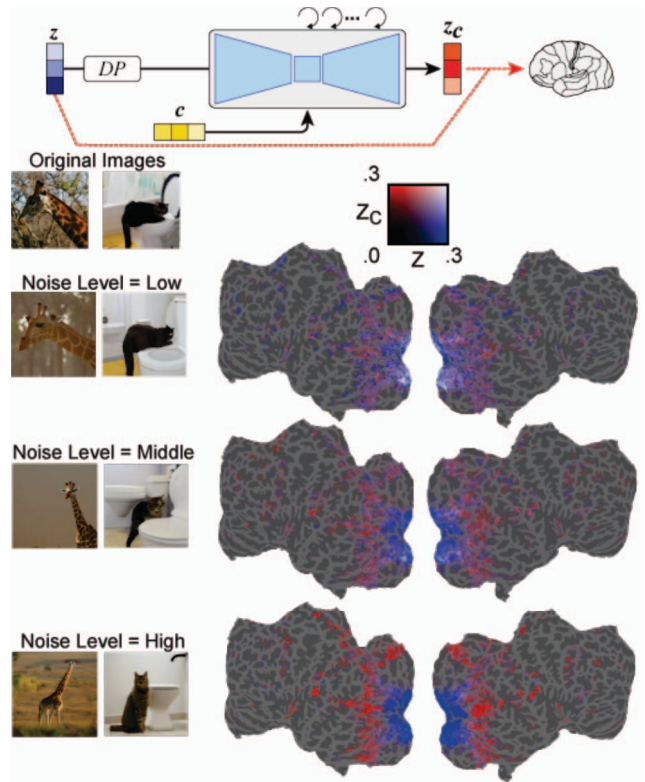 ...
z
z_c
DP
c
Original Images
.3
Z_C
.0
Z
.3
Noise Level = Low
Noise Level = Middle
Noise Level = High